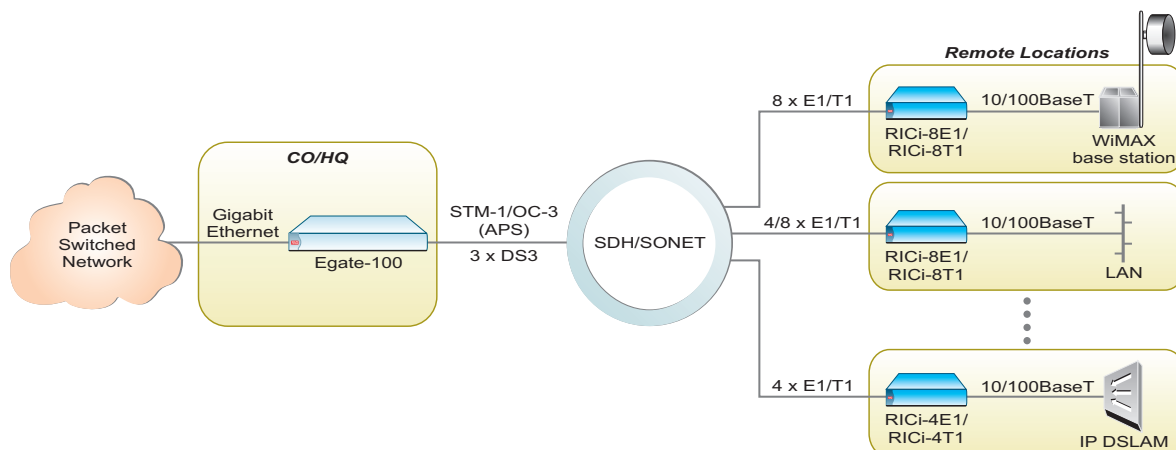 Remote Locations
8 x E1/T1
10/100BaseT
RICi-8E1/
RICi-8T1
WiMAX
base station
CO/HQ
Packet
Switched
Network
Gigabit
Ethernet
Egate-100
STM-1/OC-3
(APS)
3 x DS3
SDH/SONET
4/8 x E1/T1
10/100BaseT
RICi-8E1/
RICi-8T1
LAN
4 x E1/T1
10/100BaseT
RICi-4E1/
RICi-4T1
IP DSLAM